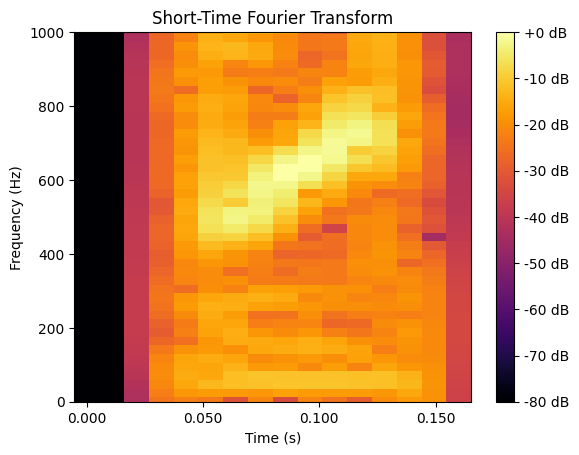 Short-Time Fourier Transform
1000
800
600
400
200
0
Frequency (Hz)
0.000
0.050
0.100
0.150
Time (s)
+0 dB
-10 dB
-20 dB
-30 dB
-40 dB
-50 dB
-60 dB
-70 dB
-80 dB